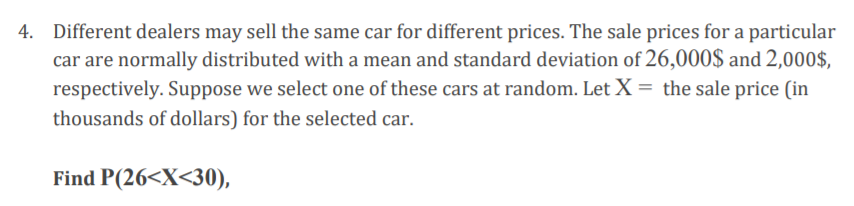 4. Different dealers may sell the same car for different prices. The sale prices for a particular
car are normally distributed with a mean and standard deviation of 26,000$ and 2,000$,
respectively. Suppose we select one of these cars at random. Let X = the sale price (in
thousands of dollars) for the selected car.
Find P(26<X<30),